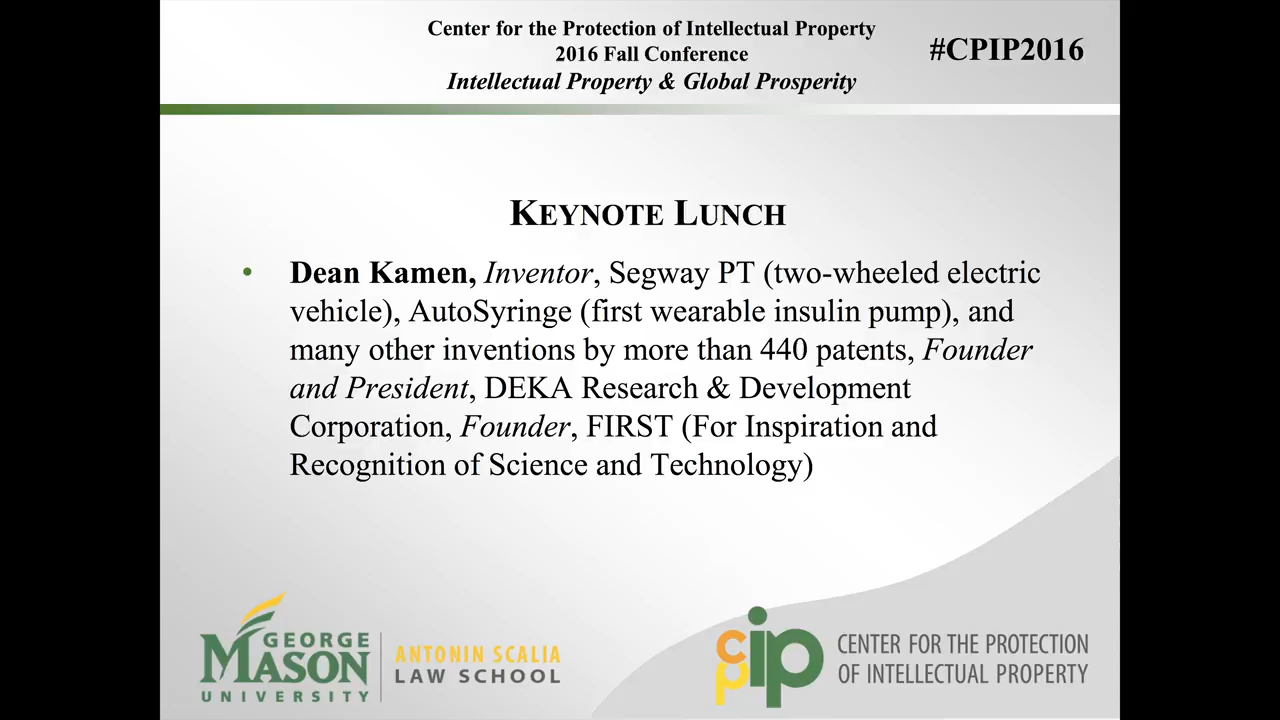 Center for the Protection of Intellectual Property
2016 Fall Conference
Intellectual Property & Global Prosperity
#CPIP2016
KEYNOTE LUNCH
• Dean Kamen, Inventor, Segway PT (two-wheeled electric
vehicle), AutoSyringe (first wearable insulin pump), and
many other inventions by more than 440 patents, Founder
and President, DEKA Research & Development
Corporation, Founder, FIRST (For Inspiration and
Recognition of Science and Technology)
GEORGE
MASON
UNIVERSITY
ANTONIN SCALIA
LAW SCHOOL
cpip
CENTER FOR THE PROTECTION
OF INTELLECTUAL PROPERTY